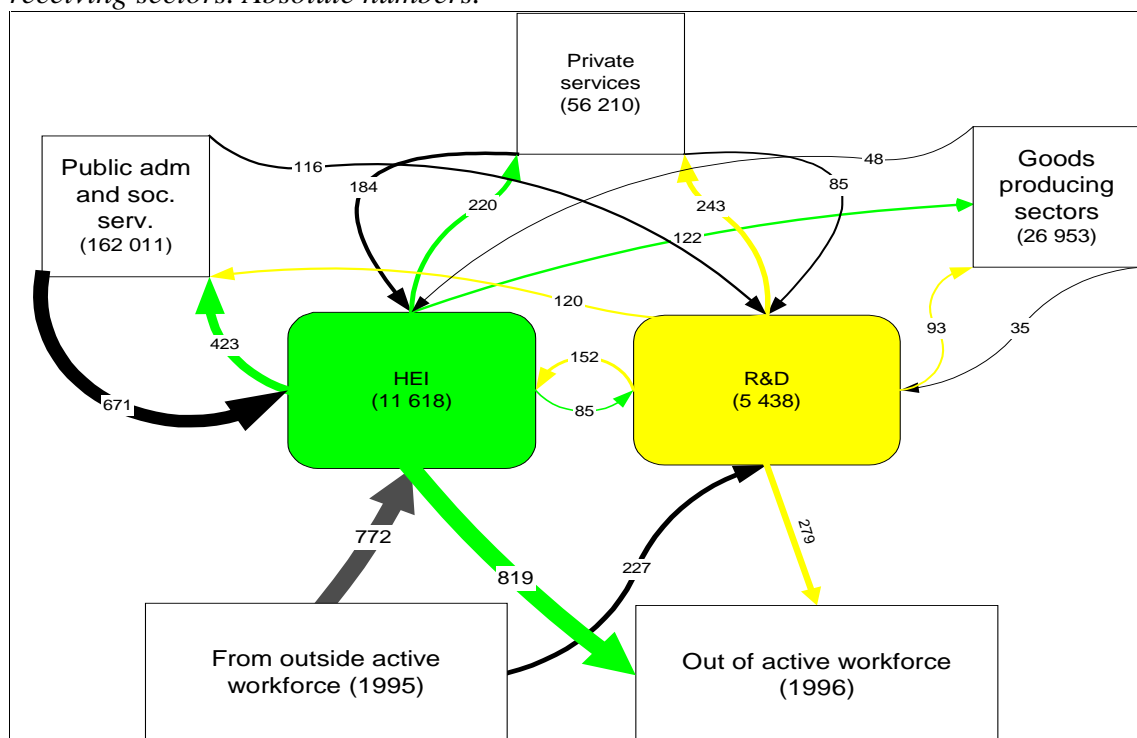 receiving sectors. Absolute numbers.
Private
services
(56 210)
Public adm
and soc.
serv.
(162 011)
Goods
producing
sectors
(26 953)
116
184
220
243
85
48
122
120
423
671
152
85
93
35
HEI
(11 618)
R&D
(5 438)
772
819
227
279
From outside active
workforce (1995)
Out of active workforce
(1996)